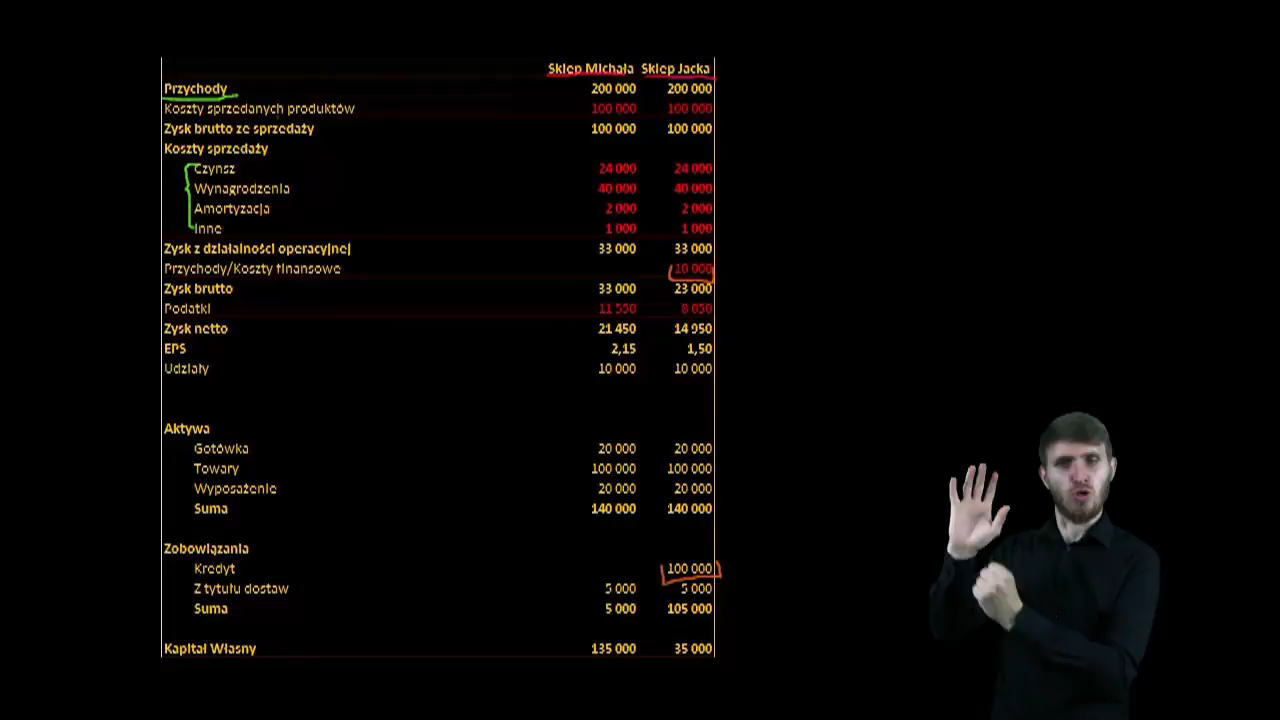 Sklep Michała Sklep Jacka
Przychody 200 000 200 000
Koszty sprzedanych produktów 100 000 100 000
Zysk brutto ze sprzedaży 100 000 100 000
Koszty sprzedaży
Czynsz 24 000 24 000
Wynagrodzenia 40 000 40 000
Amortyzacja 2 000 2 000
Inne 1 000 1 000
Zysk z działalności operacyjnej 33 000 33 000
Przychody/Koszty finansowe 10 000
Zysk brutto 33 000 23 000
Podatki 11 550 8 050
Zysk netto 21 450 14 950
EPS 2,15 1,50
Udziały 10 000 10 000
Aktywa
Gotówka 20 000 20 000
Towary 100 000 100 000
Wyposażenie 20 000 20 000
Suma 140 000 140 000
Zobowiązania
Kredyt 100 000
Z tytułu dostaw 5 000 5 000
Suma 5 000 105 000
Kapitał Własny 135 000 35 000